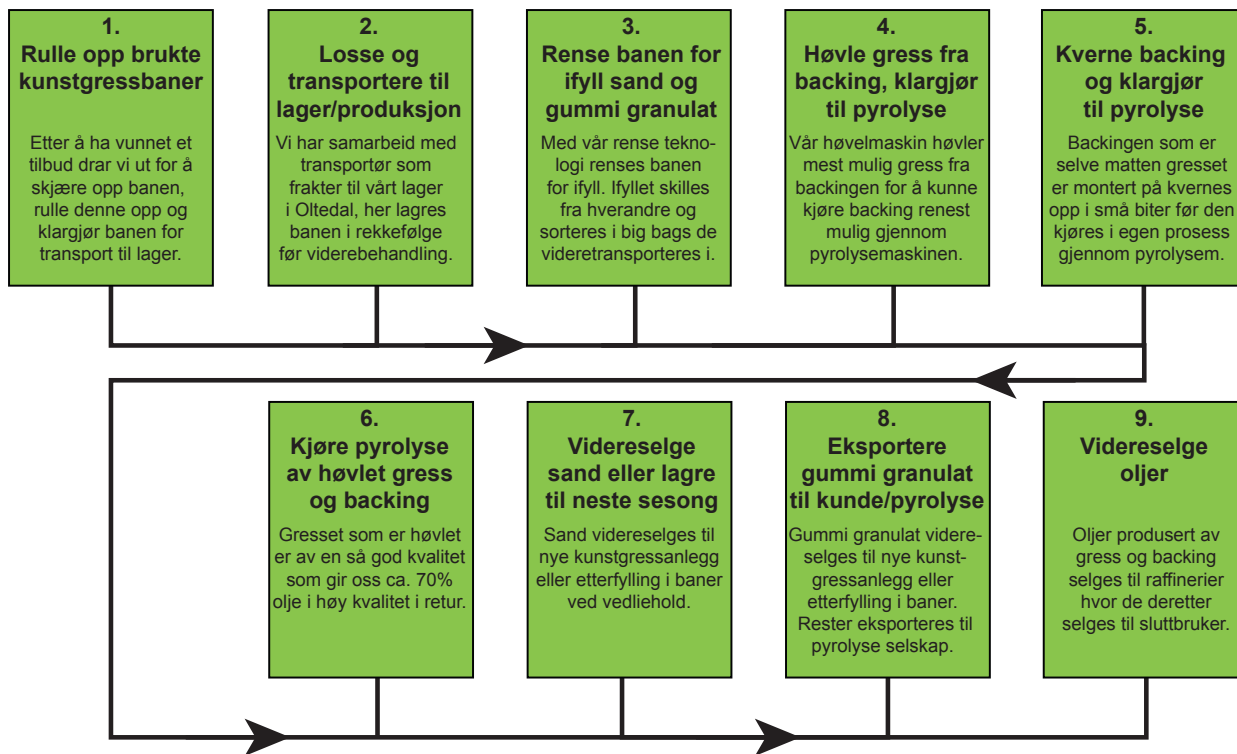 1.
Rulle opp brukte
kunstgressbaner
Etter å ha vunnet et
tilbud drar vi ut for å
skjære opp banen,
rulle denne opp og
klargjør banen for
transport til lager.
2.
Losse og
transportere til
lager/produksjon
Vi har samarbeid med
transportør som
frakter til vårt lager
i Oltedal, her lagres
banen i rekkefølge
før viderebehandling.
3.
Rense banen for
ifyll sand og
gummi granulat
Med vår rense tekno-
logi renses banen
for ifyll. Ifyllet skilles
fra hverandre og
sorteres i big bags de
videretransporteres i.
4.
Høvle gress fra
backing, klargjør
til pyrolyse
Vår høvelmaskin høvler
mest mulig gress fra
backingen for å kunne
kjøre backing renest
mulig gjennom
pyrolysemaskinen.
5.
Kverne backing
og klargjør
til pyrolyse
Backingen som er
selve matten gresset
er montert på kvernes
opp i små biter før den
kjøres i egen prosess
gjennom pyrolysem.
6.
Kjøre pyrolyse
av høvlet gress
og backing
Gresset som er høvlet
er av en så god kvalitet
som gir oss ca. 70%
olje i høy kvalitet i retur.
7.
Videreselge
sand eller lagre
til neste sesong
Sand videreselges til
nye kunstgressanlegg
eller etterfylling i baner
ved vedliehold.
8.
Eksportere
gummi granulat
til kunde/pyrolyse
Gummi granulat videre-
selges til nye kunst-
gressanlegg eller
etterfylling i baner.
Rester eksporteres til
pyrolyse selskap.
9.
Videreselge
oljer
Oljer produsert av
gress og backing
selges til raffinerier
hvor de deretter
selges til sluttbruker.